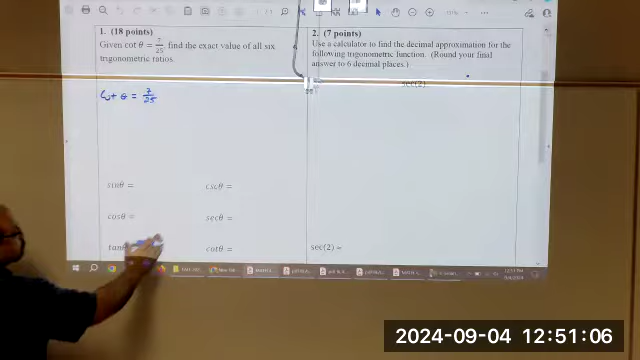 1. (18 points)
Given cot θ = 7/25 find the exact value of all six
trigonometric ratios.
cot θ = 7/25
sinθ =
cscθ =
cosθ =
secθ =
tanθ
cotθ =
2. (7 points)
Use a calculator to find the decimal approximation for the
following trigonometric function. (Round your final
answer to 6 decimal places.)
sec(2)
sec(2) =
2024-09-04 12:51:06